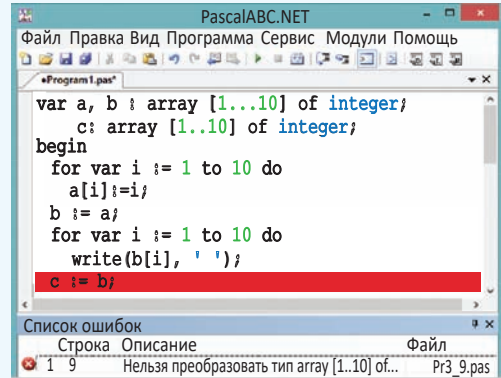 PascalABC.NET
Файл Правка Вид Программа Сервис Модули Помощь
•Program1.pas*
var a, b : array [1...10] of integer;
c: array [1..10] of integer;
begin
for var i := 1 to 10 do
a[i]:=i;
b := a;
for var i := 1 to 10 do
write(b[i], ' ');
c := b;
Список ошибок
Строка Описание Файл
1 9 Нельзя преобразовать тип array [1..10] of... Pr3_9.pas